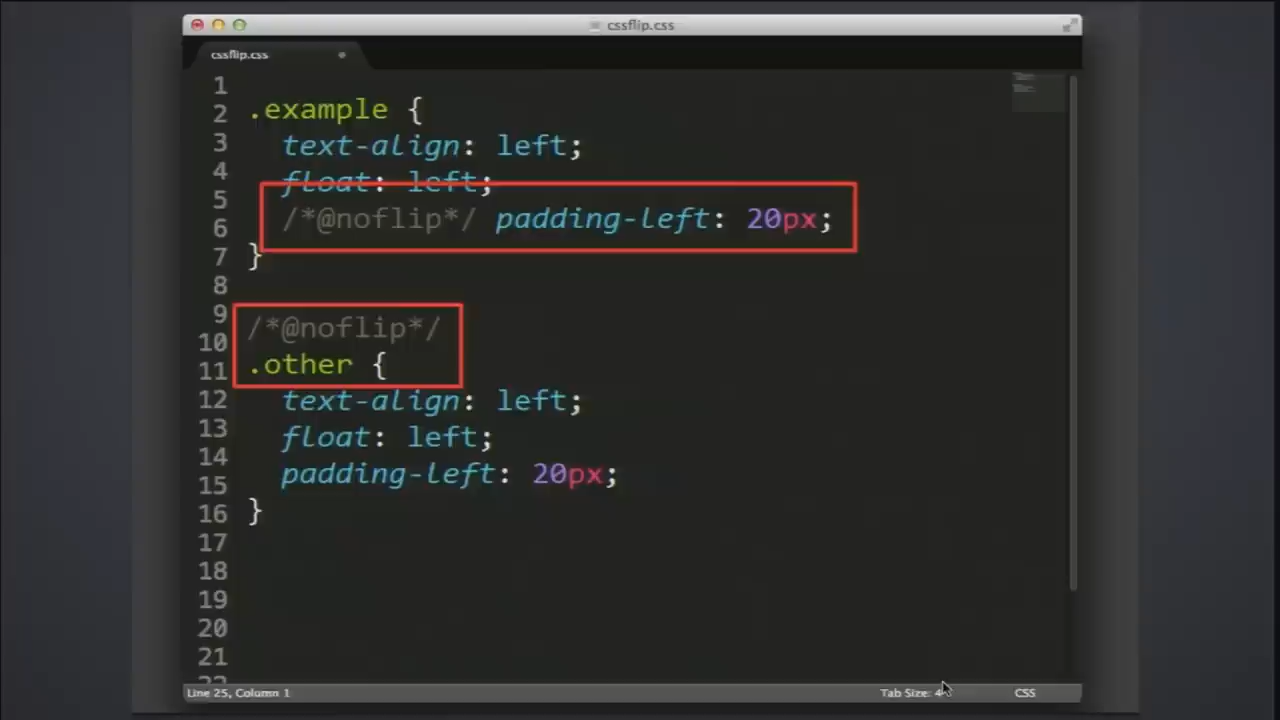 cssflip.css
cssflip.css
1
2
3
4
5
6
7
8
9
10
11
12
13
14
15
16
17
18
19
20
21
.example {
text-align: left;
float: left;
/*@noflip*/ padding-left: 20px;
}
/*@noflip*/
.other {
text-align: left;
float: left;
padding-left: 20px;
}
Line 25, Column 1
Tab Size: 4
CSS